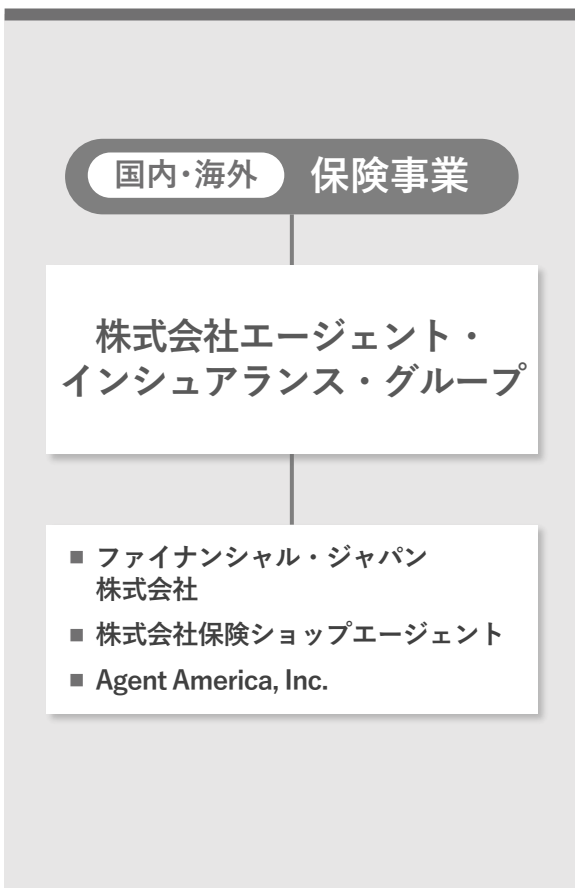 国内・海外 保険事業
株式会社エージェント・
インシュアランス・グループ
■ ファイナンシャル・ジャパン
株式会社
■ 株式会社保険ショップエージェント
■ Agent America, Inc.